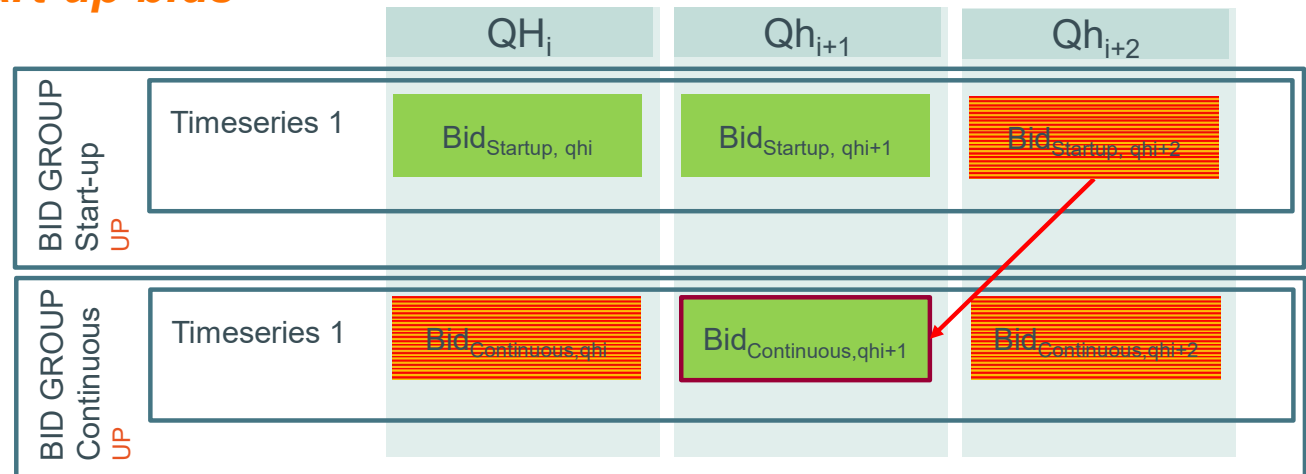 QHi Qhi+1 Qhi+2
BID GROUP
Start-up
UP
Timeseries 1
BidStartup, qhi BidStartup, qhi+1 BidStartup, qhi+2
BID GROUP
Continuous
UP
Timeseries 1
BidContinuous,qhi BidContinuous,qhi+1 BidContinuous,qhi+2